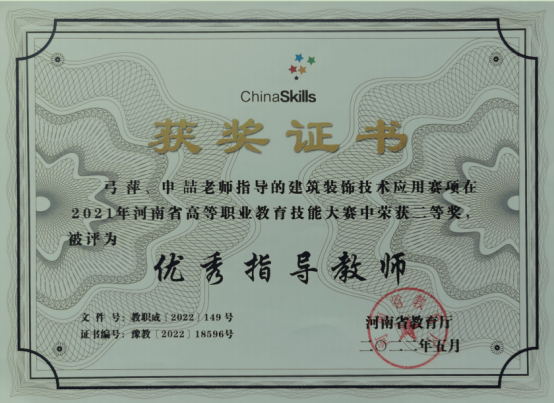 ChinaSkills
获奖证书
弓萍、申喆老师指导的建筑装饰技术应用赛项在
2021年河南省高等职业教育技能大赛中荣获二等奖，
被评为
优秀指导教师
文件号：教职成〔2022〕149号
证书编号：豫教〔2022〕18596号
河南省教育厅
二〇二二年五月